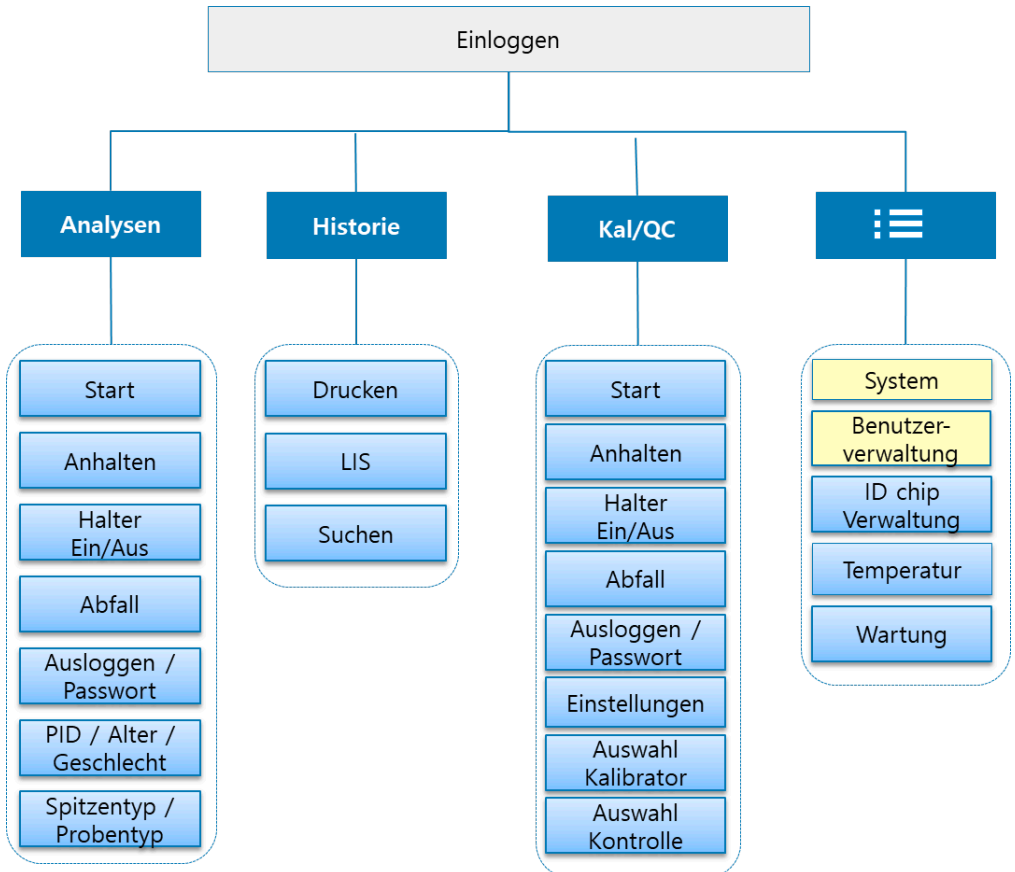 Einloggen
Analysen
Historie
Kal/QC
Start
Anhalten
Halter
Ein/Aus
Abfall
Ausloggen /
Passwort
PID / Alter /
Geschlecht
Spitzentyp /
Probentyp
Drucken
LIS
Suchen
Start
Anhalten
Halter
Ein/Aus
Abfall
Ausloggen /
Passwort
Einstellungen
Auswahl
Kalibrator
Auswahl
Kontrolle
System
Benutzer-
verwaltung
ID chip
Verwaltung
Temperatur
Wartung